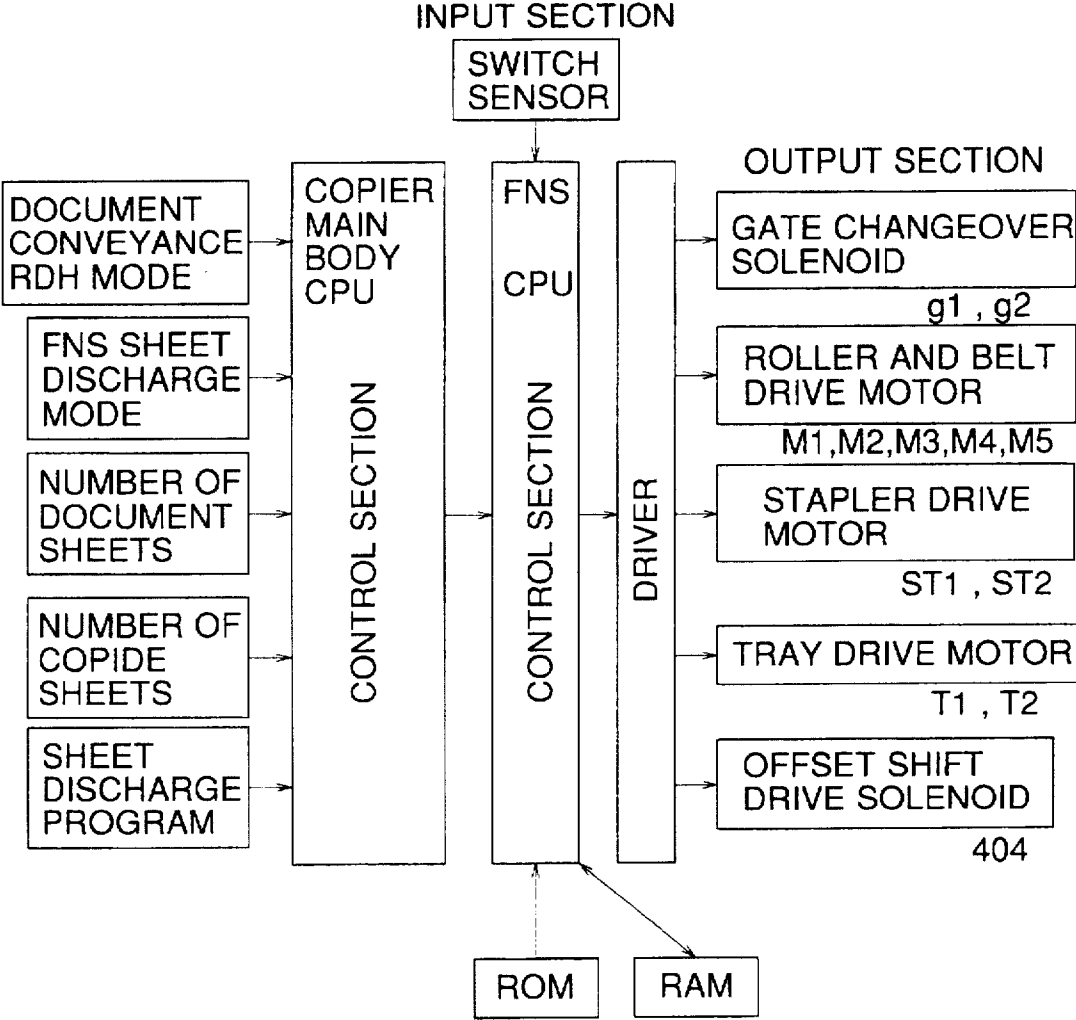 INPUT SECTION
SWITCH
SENSOR
DOCUMENT
CONVEYANCE
RDH MODE
FNS SHEET
DISCHARGE
MODE
NUMBER OF
DOCUMENT
SHEETS
NUMBER OF
COPIDE
SHEETS
SHEET
DISCHARGE
PROGRAM
COPIER
MAIN
BODY
CPU
CONTROL SECTION
FNS
CPU
CONTROL SECTION
DRIVER
OUTPUT SECTION
GATE CHANGEOVER
SOLENOID
g1 , g2
ROLLER AND BELT
DRIVE MOTOR
M1,M2,M3,M4,M5
STAPLER DRIVE
MOTOR
ST1 , ST2
TRAY DRIVE MOTOR
T1 , T2
OFFSET SHIFT
DRIVE SOLENOID
404
ROM
RAM